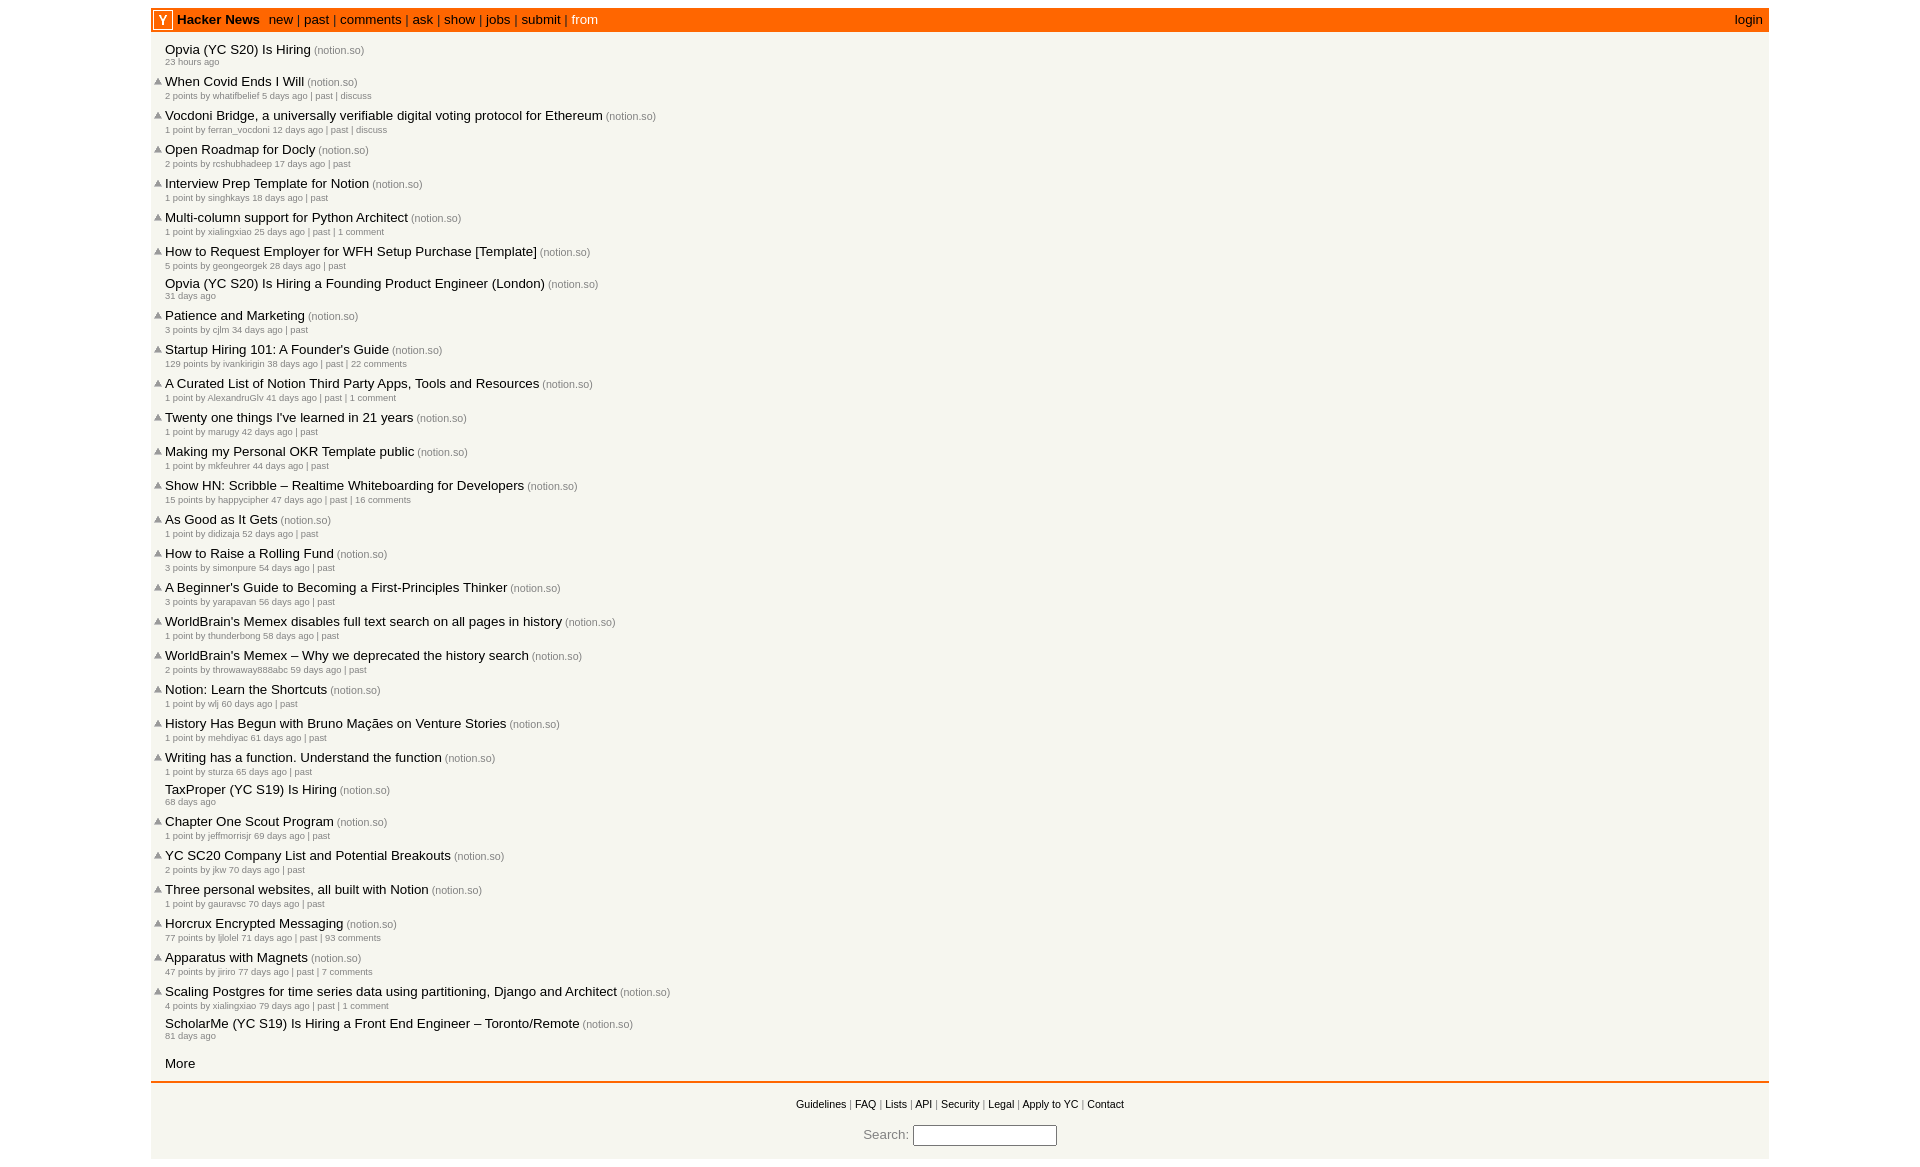 Y Hacker News new | past | comments | ask | show | jobs | submit | from login
Opvia (YC S20) Is Hiring (notion.so)
23 hours ago
When Covid Ends I Will (notion.so)
2 points by whatifbelief 5 days ago | past | discuss
Vocdoni Bridge, a universally verifiable digital voting protocol for Ethereum (notion.so)
1 point by ferran_vocdoni 12 days ago | past | discuss
Open Roadmap for Docly (notion.so)
2 points by rcshubhadeep 17 days ago | past
Interview Prep Template for Notion (notion.so)
1 point by singhkays 18 days ago | past
Multi-column support for Python Architect (notion.so)
1 point by xialingxiao 25 days ago | past | 1 comment
How to Request Employer for WFH Setup Purchase [Template] (notion.so)
5 points by geongeorgek 28 days ago | past
Opvia (YC S20) Is Hiring a Founding Product Engineer (London) (notion.so)
31 days ago
Patience and Marketing (notion.so)
3 points by cjlm 34 days ago | past
Startup Hiring 101: A Founder's Guide (notion.so)
129 points by ivankirigin 38 days ago | past | 22 comments
A Curated List of Notion Third Party Apps, Tools and Resources (notion.so)
1 point by AlexandruGlv 41 days ago | past | 1 comment
Twenty one things I've learned in 21 years (notion.so)
1 point by marugy 42 days ago | past
Making my Personal OKR Template public (notion.so)
1 point by mkfeuhrer 44 days ago | past
Show HN: Scribble – Realtime Whiteboarding for Developers (notion.so)
15 points by happycipher 47 days ago | past | 16 comments
As Good as It Gets (notion.so)
1 point by didizaja 52 days ago | past
How to Raise a Rolling Fund (notion.so)
3 points by simonpure 54 days ago | past
A Beginner's Guide to Becoming a First-Principles Thinker (notion.so)
3 points by yarapavan 56 days ago | past
WorldBrain's Memex disables full text search on all pages in history (notion.so)
1 point by thunderbong 58 days ago | past
WorldBrain's Memex – Why we deprecated the history search (notion.so)
2 points by throwaway888abc 59 days ago | past
Notion: Learn the Shortcuts (notion.so)
1 point by wlj 60 days ago | past
History Has Begun with Bruno Maçães on Venture Stories (notion.so)
1 point by mehdiyac 61 days ago | past
Writing has a function. Understand the function (notion.so)
1 point by sturza 65 days ago | past
TaxProper (YC S19) Is Hiring (notion.so)
68 days ago
Chapter One Scout Program (notion.so)
1 point by jeffmorrisjr 69 days ago | past
YC SC20 Company List and Potential Breakouts (notion.so)
2 points by jkw 70 days ago | past
Three personal websites, all built with Notion (notion.so)
1 point by gauravsc 70 days ago | past
Horcrux Encrypted Messaging (notion.so)
77 points by ljlolel 71 days ago | past | 93 comments
Apparatus with Magnets (notion.so)
47 points by jiriro 77 days ago | past | 7 comments
Scaling Postgres for time series data using partitioning, Django and Architect (notion.so)
4 points by xialingxiao 79 days ago | past | 1 comment
ScholarMe (YC S19) Is Hiring a Front End Engineer – Toronto/Remote (notion.so)
81 days ago
More
Guidelines | FAQ | Lists | API | Security | Legal | Apply to YC | Contact
Search: